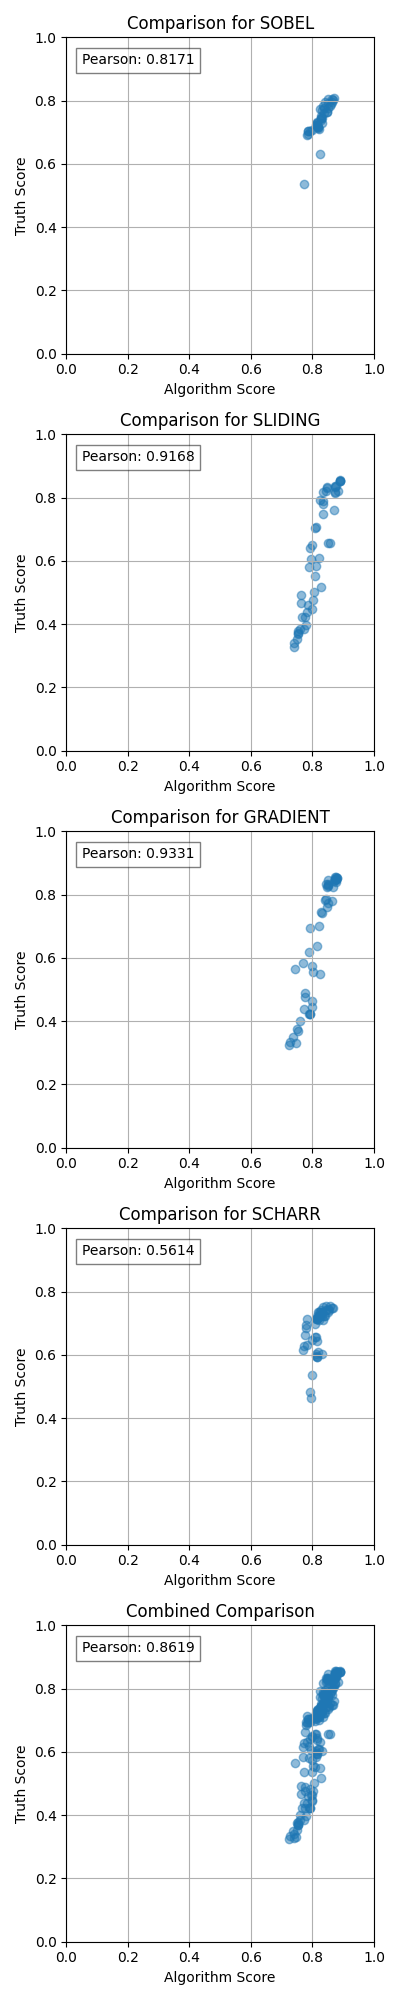 Comparison for SOBEL
Pearson: 0.8171
1.0
0.8
0.6
0.4
0.2
0.0
Truth Score
0.0 0.2 0.4 0.6 0.8 1.0
Algorithm Score
Comparison for SLIDING
Pearson: 0.9168
1.0
0.8
0.6
0.4
0.2
0.0
Truth Score
0.0 0.2 0.4 0.6 0.8 1.0
Algorithm Score
Comparison for GRADIENT
Pearson: 0.9331
1.0
0.8
0.6
0.4
0.2
0.0
Truth Score
0.0 0.2 0.4 0.6 0.8 1.0
Algorithm Score
Comparison for SCHARR
Pearson: 0.5614
1.0
0.8
0.6
0.4
0.2
0.0
Truth Score
0.0 0.2 0.4 0.6 0.8 1.0
Algorithm Score
Combined Comparison
Pearson: 0.8619
1.0
0.8
0.6
0.4
0.2
0.0
Truth Score
0.0 0.2 0.4 0.6 0.8 1.0
Algorithm Score